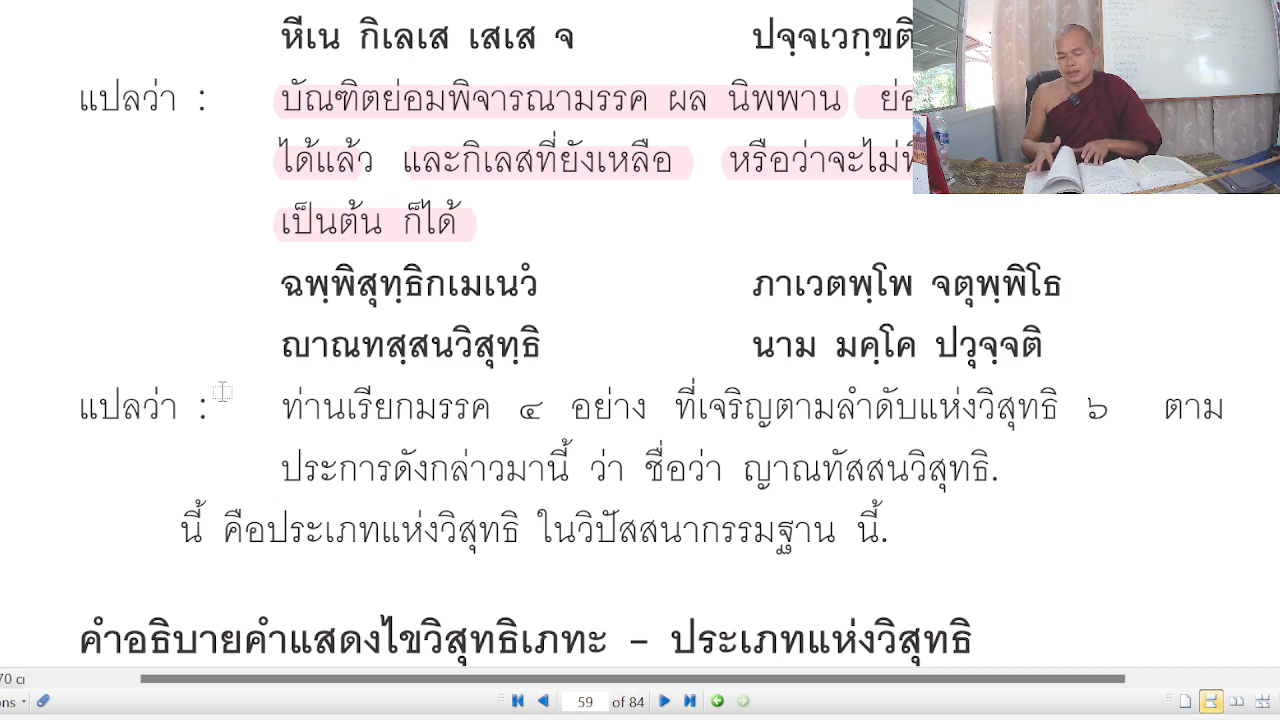 หีเน กิเลเส เสเส จ ปจฺจเวกฺขติ
แปลว่า : บัณฑิตย่อมพิจารณามรรค ผล นิพพาน
ได้แล้ว และกิเลสที่ยังเหลือ หรือว่าจะไม่
เป็นต้น ก็ได้
ฉพฺพิสุทฺธิกเมเนวํ ภาเวตพฺโพ จตุพฺพิโธ
ญาณทสฺสนวิสุทฺธิ นาม มคฺโค ปวุจฺจติ
แปลว่า : ท่านเรียกมรรค ๔ อย่าง ที่เจริญตามลำดับแห่งวิสุทธิ ๖ ตาม
ประการดังกล่าวมานี้ ว่า ชื่อว่า ญาณทัสสนวิสุทธิ.
นี้ คือประเภทแห่งวิสุทธิ ในวิปัสสนากรรมฐาน นี้.
คำอธิบายคำแสดงไขวิสุทธิเภทะ – ประเภทแห่งวิสุทธิ
59 of 84